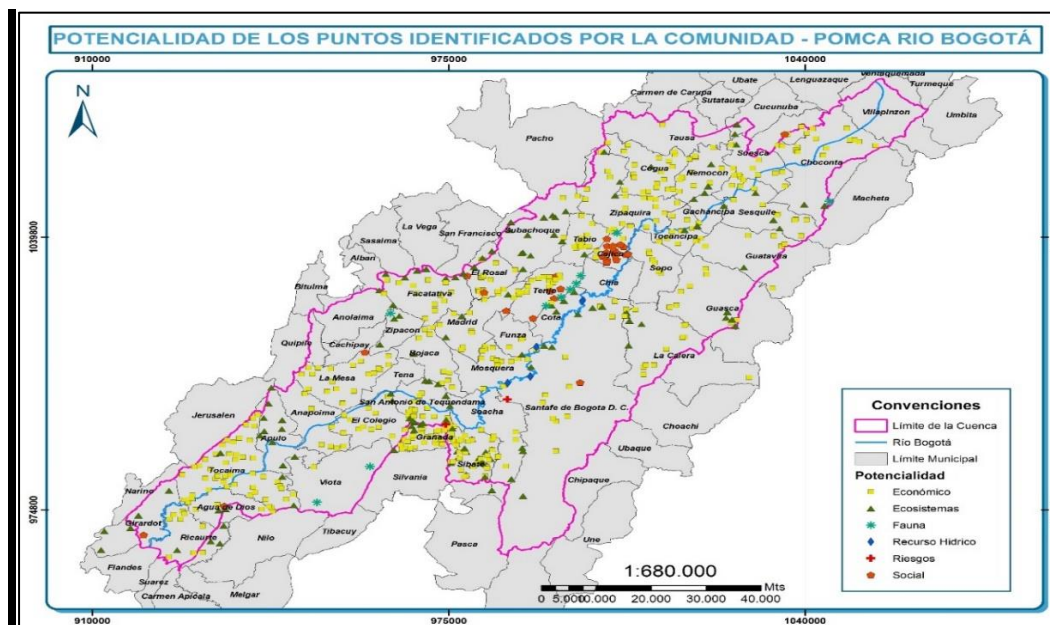 POTENCIALIDAD DE LOS PUNTOS IDENTIFICADOS POR LA COMUNIDAD - POMCA RIO BOGOTÁ
910000 975000 1040000
N
Ubate Lenguazaque Ventaquemada
Carmen de Carupa Turmeque
Sutatausa Cucunuba
Villapinzon Umbita
Pacho Tausa
Suesca
Cogua Choconta
Nemocon
Macheta
Zipaquira Gachancipa Sesquile
La Vega
San Francisco Subachoque Tabio Tocancipa
Sasaima
Alban Sopo Guatavita
El Rosal
Bituima Facatativa Tenjo Chia
Anolaima Madrid Cota Guasca
Zipacon Funza
Quipile Cachipay Bojaca
La Mesa Tena Mosquera La Calera
Jerusalen Anapoima San Antonio de Tequendama
El Colegio Soacha Santafe de Bogota D. C.
Apulo Granada Choachi
Tocaima Sibate Ubaque
Viota Silvania
Narino Chipaque
Agua de Dios
Girardot Tibacuy
Ricaurte Nilo Pasca Une
Flandes
Suarez
Carmen Apicala Melgar
1039800
974800
1039800
974800
Convenciones
Límite de la Cuenca
Río Bogotá
Límite Municipal
Potencialidad
Económico
Ecosistemas
Fauna
Recurso Hídrico
Riesgos
Social
1:680.000
Mts
0 5.000 10.000 20.000 30.000 40.000
910000 975000 1040000